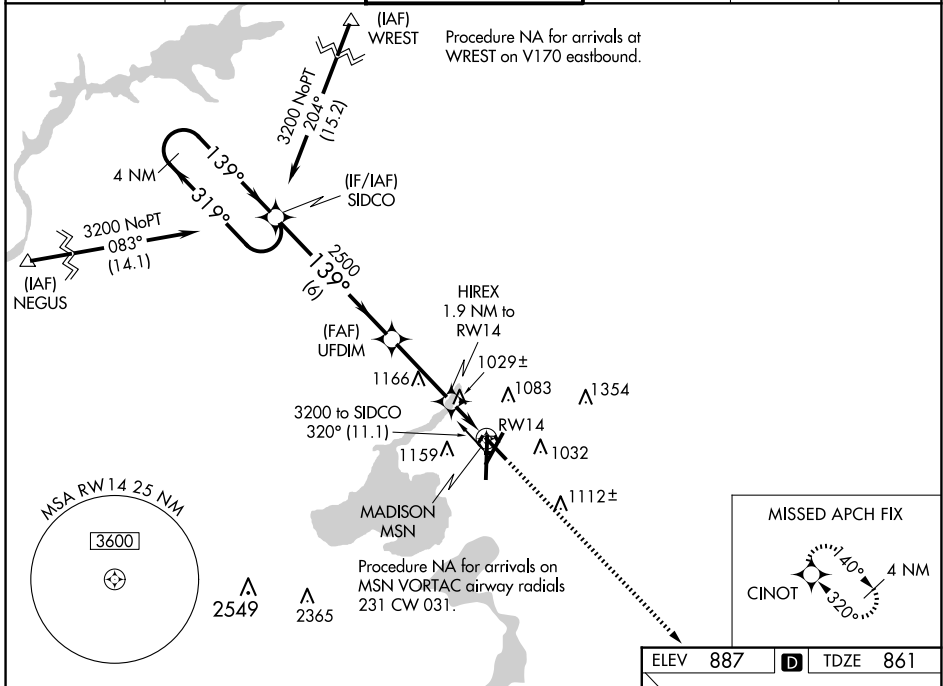 (IAF)
WREST
Procedure NA for arrivals at
WREST on V170 eastbound.
3200 NoPT
204°
(15.2)
4 NM
139°
319°
(IF/IAF)
SIDCO
3200 NoPT
083°
(14.1)
(IAF)
NEGUS
2500
139°
(6)
HIREX
1.9 NM to
RW14
(FAF)
UFDIM
1029±
1166
1083
1354
3200 to SIDCO
320° (11.1)
RW14
1159
1032
1112±
MADISON
MSN
MSA RW14 25 NM
3600
2549
2365
Procedure NA for arrivals on
MSN VORTAC airway radials
231 CW 031.
MISSED APCH FIX
140°
4 NM
CINOT
320°
ELEV 887 D TDZE 861